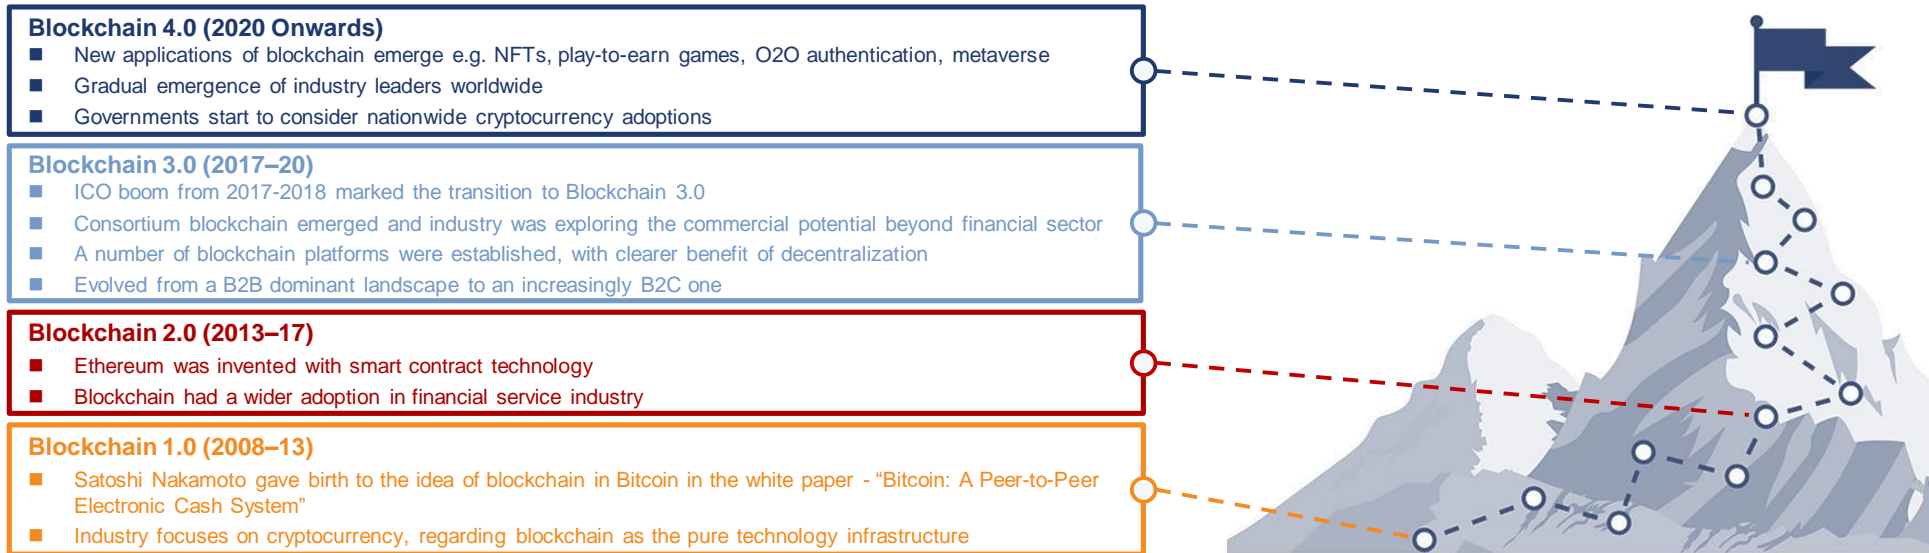 Blockchain 4.0 (2020 Onwards)
■ New applications of blockchain emerge e.g. NFTs, play-to-earn games, O2O authentication, metaverse
■ Gradual emergence of industry leaders worldwide
■ Governments start to consider nationwide cryptocurrency adoptions
Blockchain 3.0 (2017–20)
■ ICO boom from 2017-2018 marked the transition to Blockchain 3.0
■ Consortium blockchain emerged and industry was exploring the commercial potential beyond financial sector
■ A number of blockchain platforms were established, with clearer benefit of decentralization
■ Evolved from a B2B dominant landscape to an increasingly B2C one
Blockchain 2.0 (2013–17)
■ Ethereum was invented with smart contract technology
■ Blockchain had a wider adoption in financial service industry
Blockchain 1.0 (2008–13)
■ Satoshi Nakamoto gave birth to the idea of blockchain in Bitcoin in the white paper - “Bitcoin: A Peer-to-Peer
Electronic Cash System”
■ Industry focuses on cryptocurrency, regarding blockchain as the pure technology infrastructure